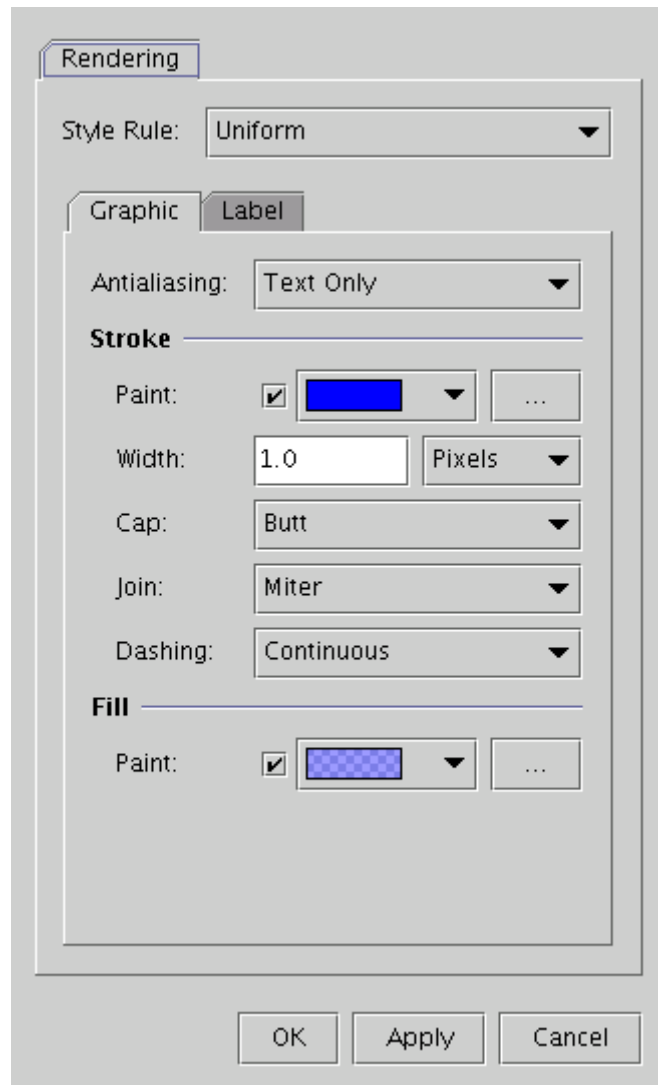 Rendering
Style Rule: Uniform
Graphic Label
Antialiasing: Text Only
Stroke
Paint: ...
Width: 1.0 Pixels
Cap: Butt
Join: Miter
Dashing: Continuous
Fill
Paint: ...
OK Apply Cancel